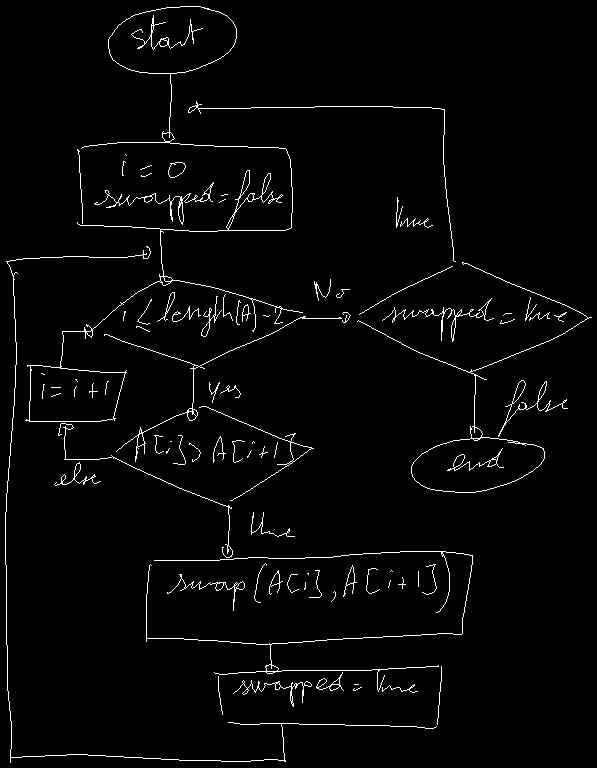 start
i = 0
swapped = false
true
i ≤ length(A) - 2
No
swapped = true
i = i + 1
yes
false
A[i] > A[i+1]
end
else
true
swap(A[i], A[i+1])
swapped = true